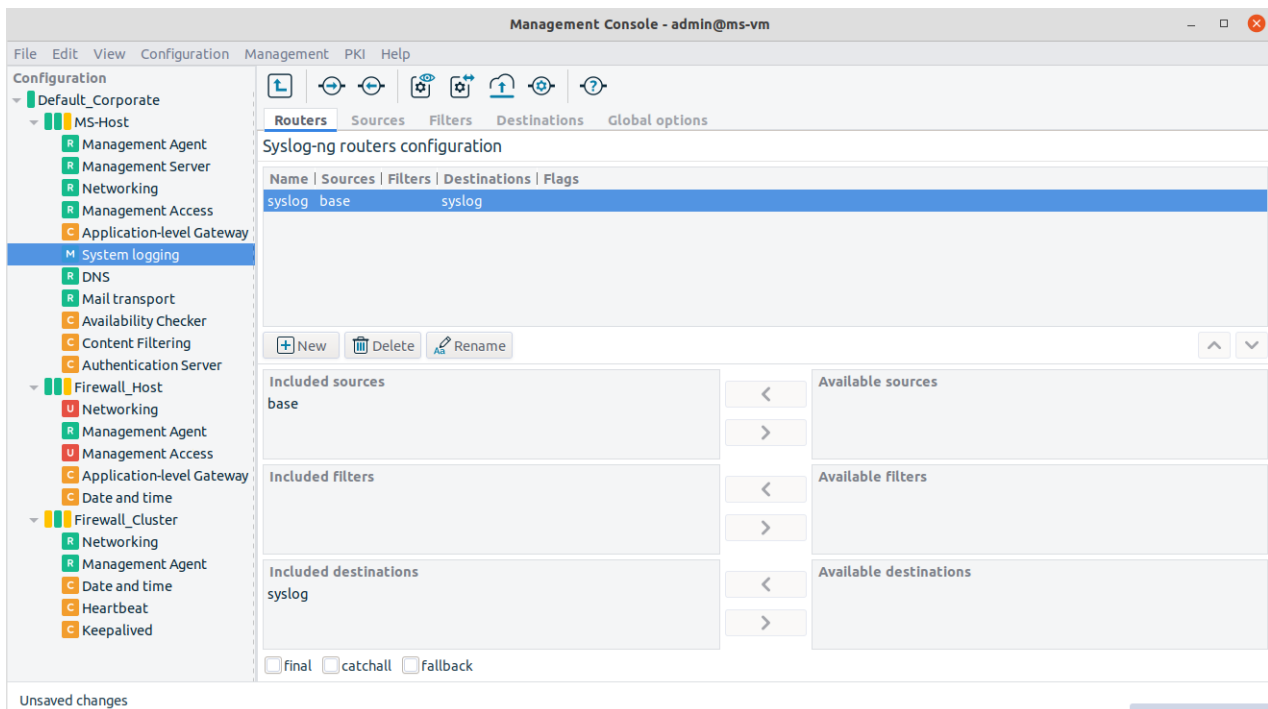 Management Console - admin@ms-vm
File Edit View Configuration Management PKI Help
Configuration
Default_Corporate
MS-Host
R Management Agent
R Management Server
R Networking
R Management Access
C Application-level Gateway
M System logging
R DNS
R Mail transport
C Availability Checker
C Content Filtering
C Authentication Server
Firewall_Host
U Networking
R Management Agent
U Management Access
C Application-level Gateway
C Date and time
Firewall_Cluster
R Networking
R Management Agent
C Date and time
C Heartbeat
C Keepalived
Routers Sources Filters Destinations Global options
Syslog-ng routers configuration
Name | Sources | Filters | Destinations | Flags
syslog base syslog
New Delete Aa Rename
Included sources
base
Available sources
Included filters
Available filters
Included destinations
syslog
Available destinations
final catchall fallback
Unsaved changes